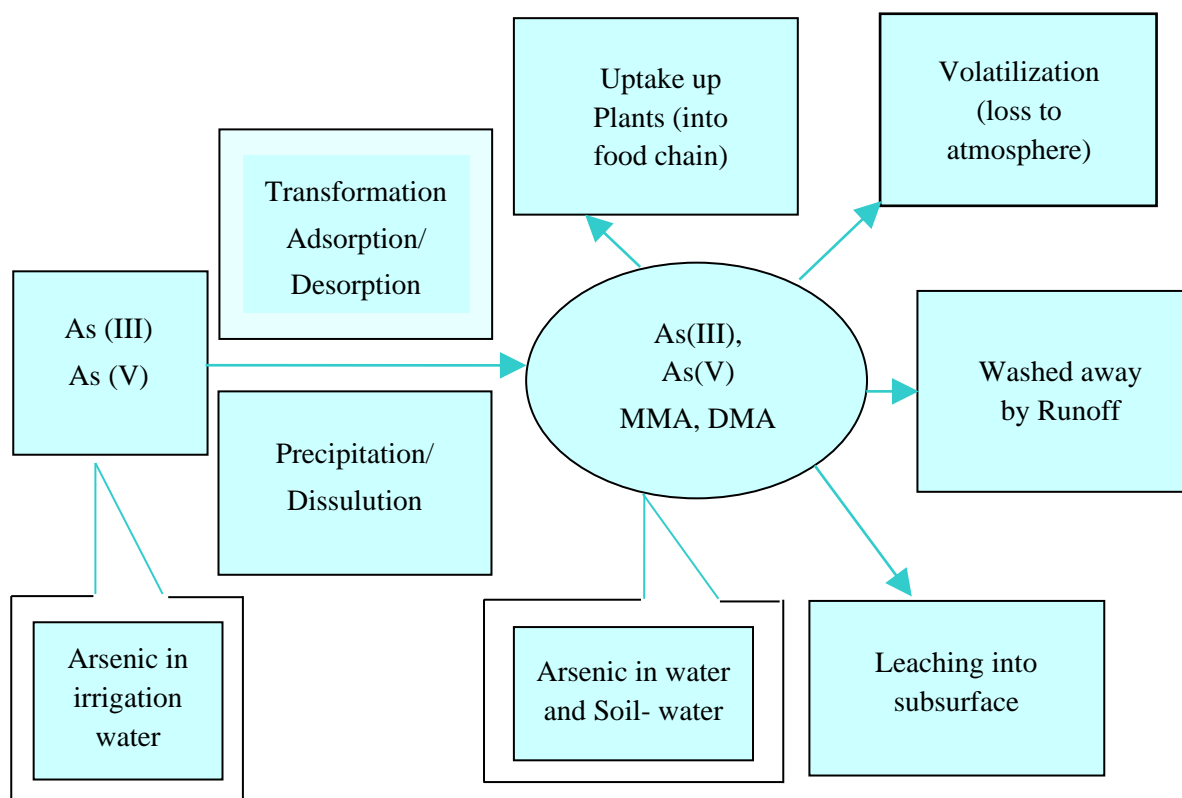 Uptake up
Plants (into
food chain)
Volatilization
(loss to
atmosphere)
Transformation
Adsorption/
Desorption
As (III)
As (V)
As(III),
As(V)
MMA, DMA
Washed away
by Runoff
Precipitation/
Dissulution
Arsenic in
irrigation
water
Arsenic in water
and Soil- water
Leaching into
subsurface